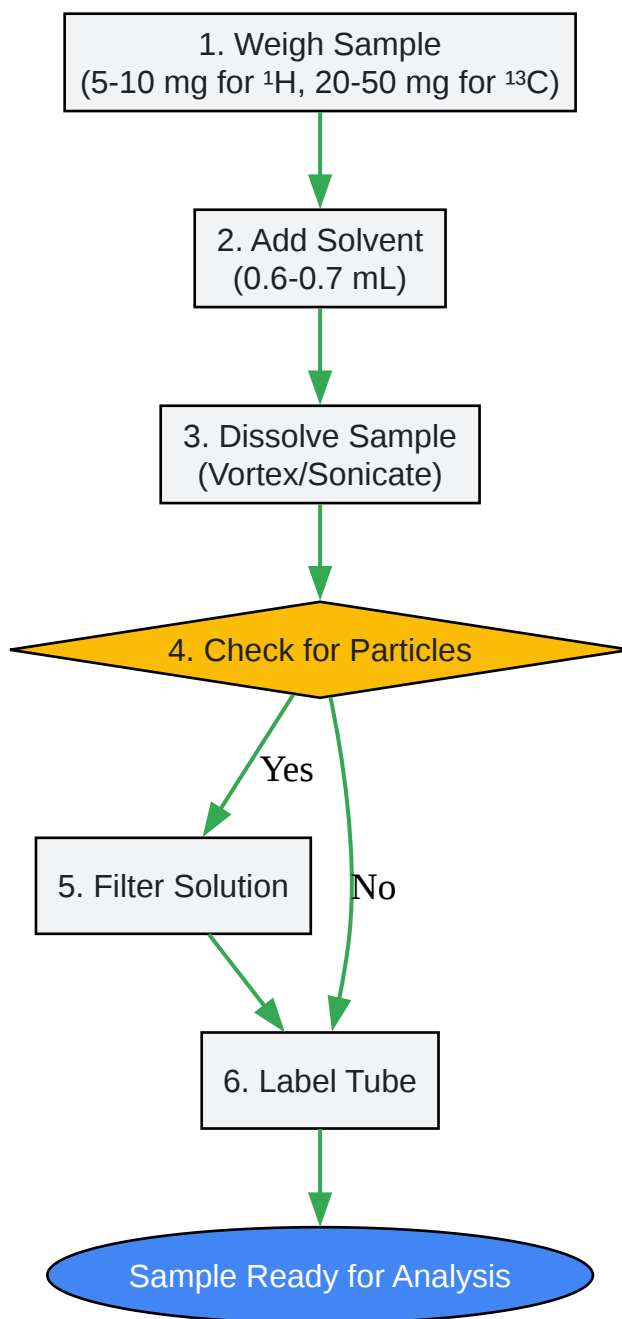 1. Weigh Sample
(5-10 mg for ¹H, 20-50 mg for ¹³C)
2. Add Solvent
(0.6-0.7 mL)
3. Dissolve Sample
(Vortex/Sonicate)
4. Check for Particles
Yes
5. Filter Solution
No
6. Label Tube
Sample Ready for Analysis